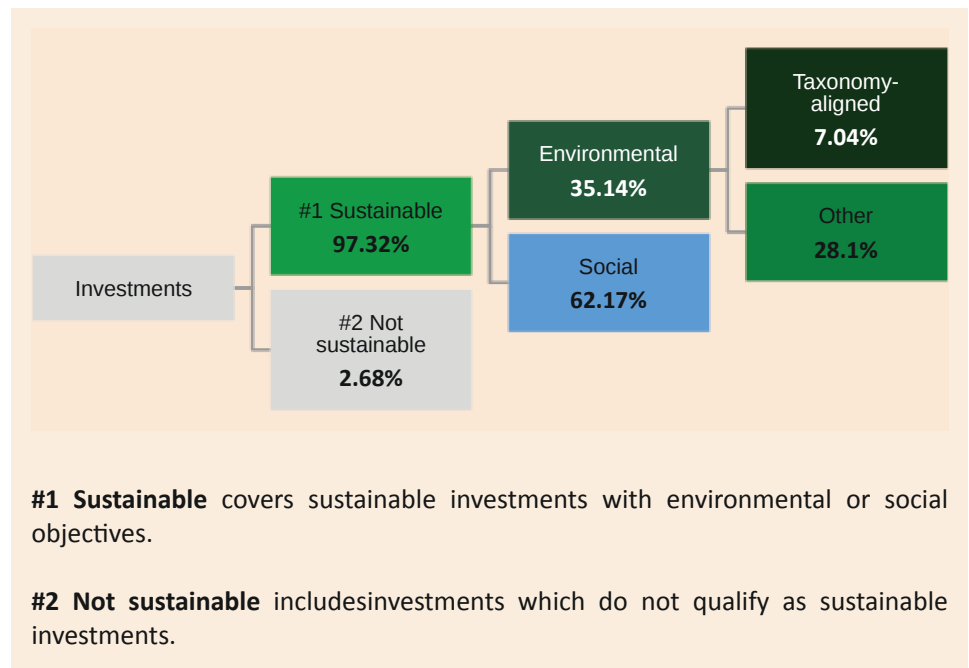 Investments
#1 Sustainable
97.32%
#2 Not
sustainable
2.68%
Environmental
35.14%
Social
62.17%
Taxonomy-
aligned
7.04%
Other
28.1%
#1 Sustainable covers sustainable investments with environmental or social
objectives.
#2 Not sustainable includesinvestments which do not qualify as sustainable
investments.